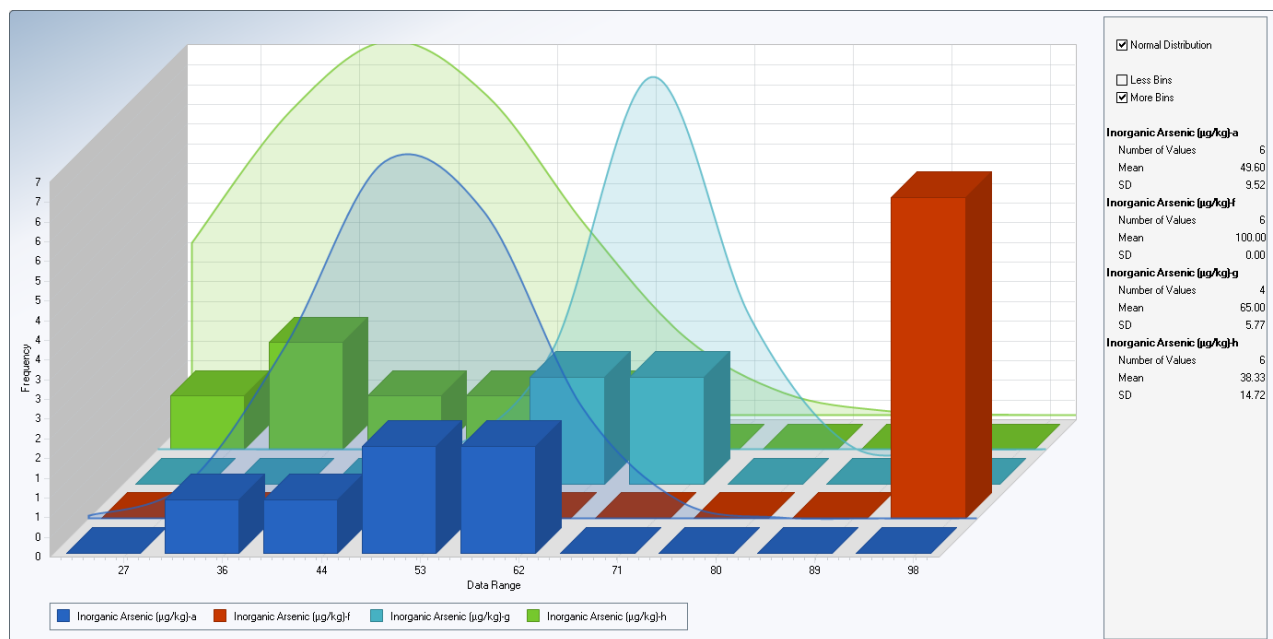 7
7
6
6
6
5
5
4
4
4
3
3
3
2
2
1
1
1
0
0
Frequency
27 36 44 53 62 71 80 89 98
Data Range
Inorganic Arsenic (µg/kg)-a Inorganic Arsenic (µg/kg)-f Inorganic Arsenic (µg/kg)-g Inorganic Arsenic (µg/kg)-h
Normal Distribution
Less Bins
More Bins
Inorganic Arsenic (µg/kg)-a
Number of Values 6
Mean 49.60
SD 9.52
Inorganic Arsenic (µg/kg)-f
Number of Values 6
Mean 100.00
SD 0.00
Inorganic Arsenic (µg/kg)-g
Number of Values 4
Mean 65.00
SD 5.77
Inorganic Arsenic (µg/kg)-h
Number of Values 6
Mean 38.33
SD 14.72